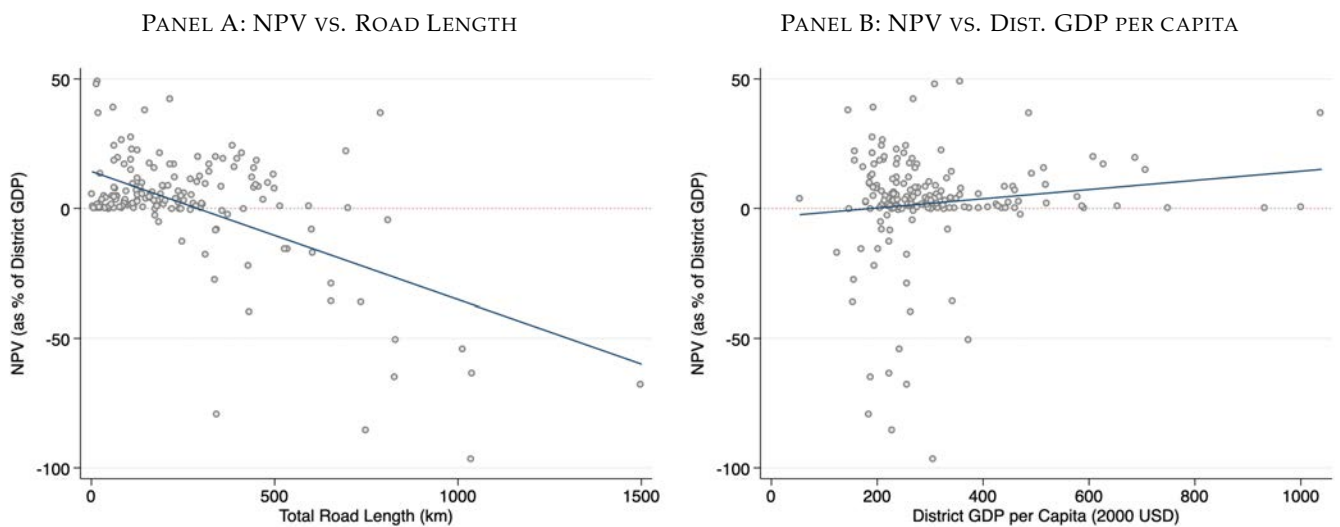 PANEL A: NPV VS. ROAD LENGTH
NPV (as % of District GDP)
50
0
-50
-100
0 500 1000 1500
Total Road Length (km)
PANEL B: NPV VS. DIST. GDP PER CAPITA
NPV (as % of District GDP)
50
0
-50
-100
0 200 400 600 800 1000
District GDP per Capita (2000 USD)